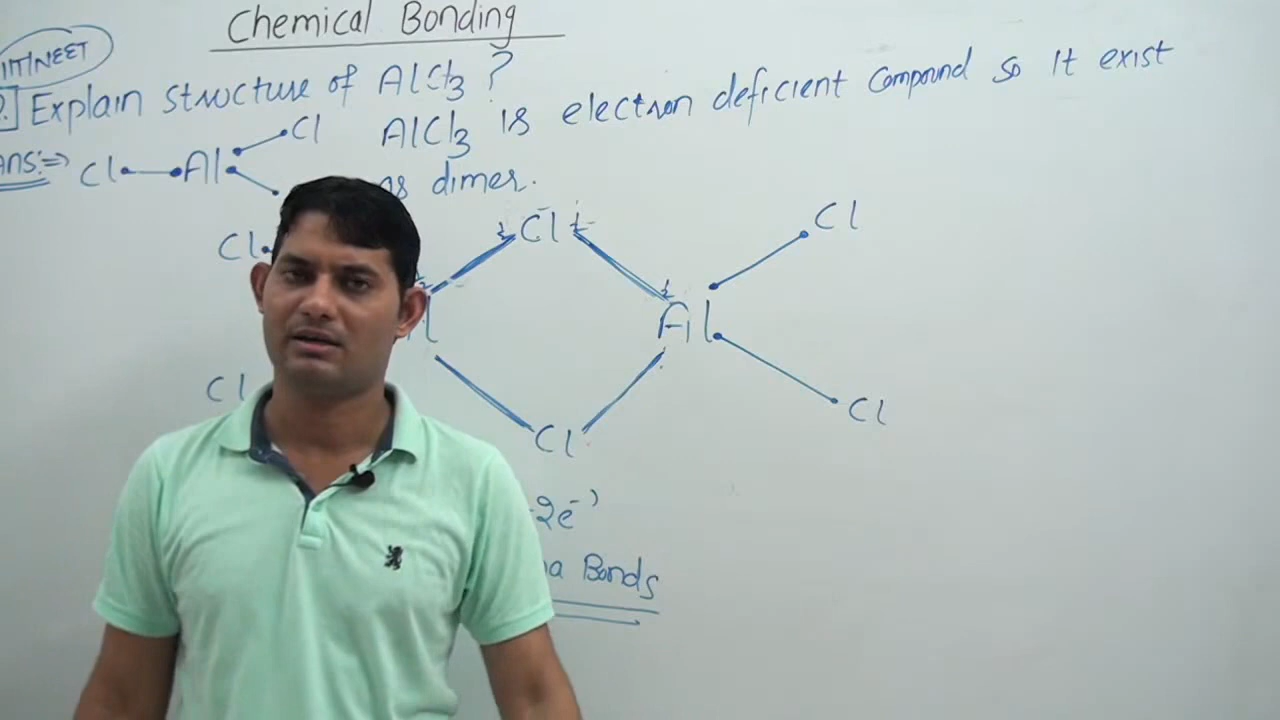 Chemical Bonding
IIT/NEET
Explain structure of AlCl3 ?
ANS:⇒ AlCl3 is electron deficient compound so it exist
as dimer.
Cl Al Cl
Cl Cl Cl
Al
Cl Cl
Cl
2e⁻
Bonds